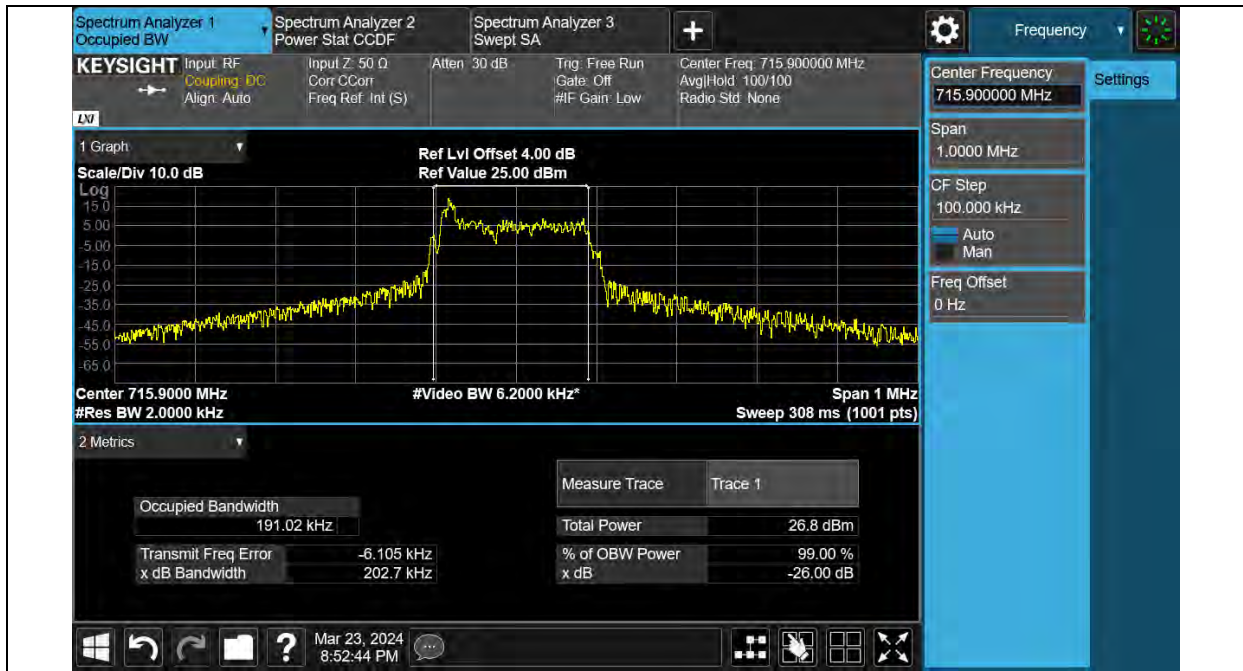 Spectrum Analyzer 1
Occupied BW
Spectrum Analyzer 2
Power Stat CCDF
Spectrum Analyzer 3
Swept SA
Frequency
KEYSIGHT
Input: RF
Coupling: DC
Align: Auto
Input Z: 50 Ω
Corr CCorr
Freq Ref: Int (S)
Atten: 30 dB
Trig: Free Run
Gate: Off
#IF Gain: Low
Center Freq: 715.900000 MHz
Avg|Hold: 100/100
Radio Std: None
LXI
Center Frequency
715.900000 MHz
Settings
Span
1.0000 MHz
CF Step
100.000 kHz
Auto
Man
Freq Offset
0 Hz
1 Graph
Scale/Div 10.0 dB
Ref Lvl Offset 4.00 dB
Ref Value 25.00 dBm
Log
15.0
5.00
-5.00
-15.0
-25.0
-35.0
-45.0
-55.0
-65.0
Center 715.9000 MHz
#Video BW 6.2000 kHz*
Span 1 MHz
#Res BW 2.0000 kHz
Sweep 308 ms (1001 pts)
2 Metrics
Measure Trace
Trace 1
Occupied Bandwidth
191.02 kHz
Total Power
26.8 dBm
Transmit Freq Error
-6.105 kHz
% of OBW Power
99.00 %
x dB Bandwidth
202.7 kHz
x dB
-26.00 dB
?
Mar 23, 2024
8:52:44 PM